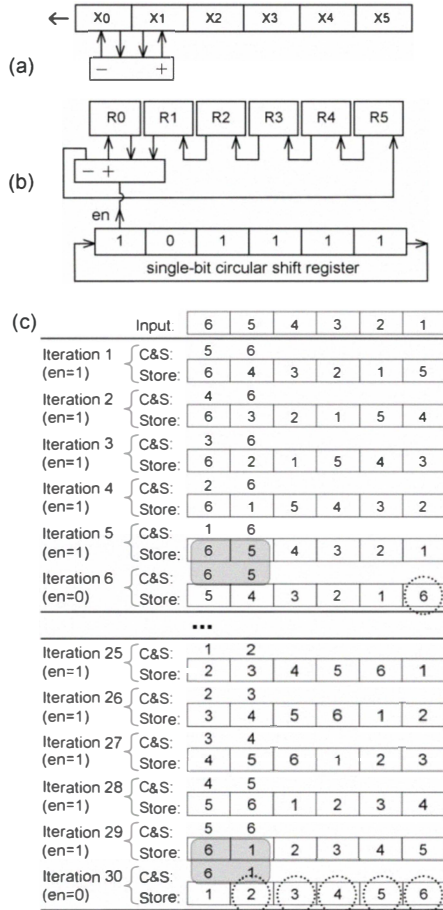 X0 X1 X2 X3 X4 X5
− +
(a)
R0 R1 R2 R3 R4 R5
− +
(b)
en
1 0 1 1 1 1
single-bit circular shift register
(c)
Input: 6 5 4 3 2 1
Iteration 1 C&S: 5 6
(en=1) Store: 6 4 3 2 1 5
Iteration 2 C&S: 4 6
(en=1) Store: 6 3 2 1 5 4
Iteration 3 C&S: 3 6
(en=1) Store: 6 2 1 5 4 3
Iteration 4 C&S: 2 6
(en=1) Store: 6 1 5 4 3 2
Iteration 5 C&S: 1 6
(en=1) Store: 6 5 4 3 2 1
Iteration 6 C&S: 6 5
(en=0) Store: 5 4 3 2 1 6
...
Iteration 25 C&S: 1 2
(en=1) Store: 2 3 4 5 6 1
Iteration 26 C&S: 2 3
(en=1) Store: 3 4 5 6 1 2
Iteration 27 C&S: 3 4
(en=1) Store: 4 5 6 1 2 3
Iteration 28 C&S: 4 5
(en=1) Store: 5 6 1 2 3 4
Iteration 29 C&S: 5 6
(en=1) Store: 6 1 2 3 4 5
Iteration 30 C&S: 6 1
(en=0) Store: 1 2 3 4 5 6